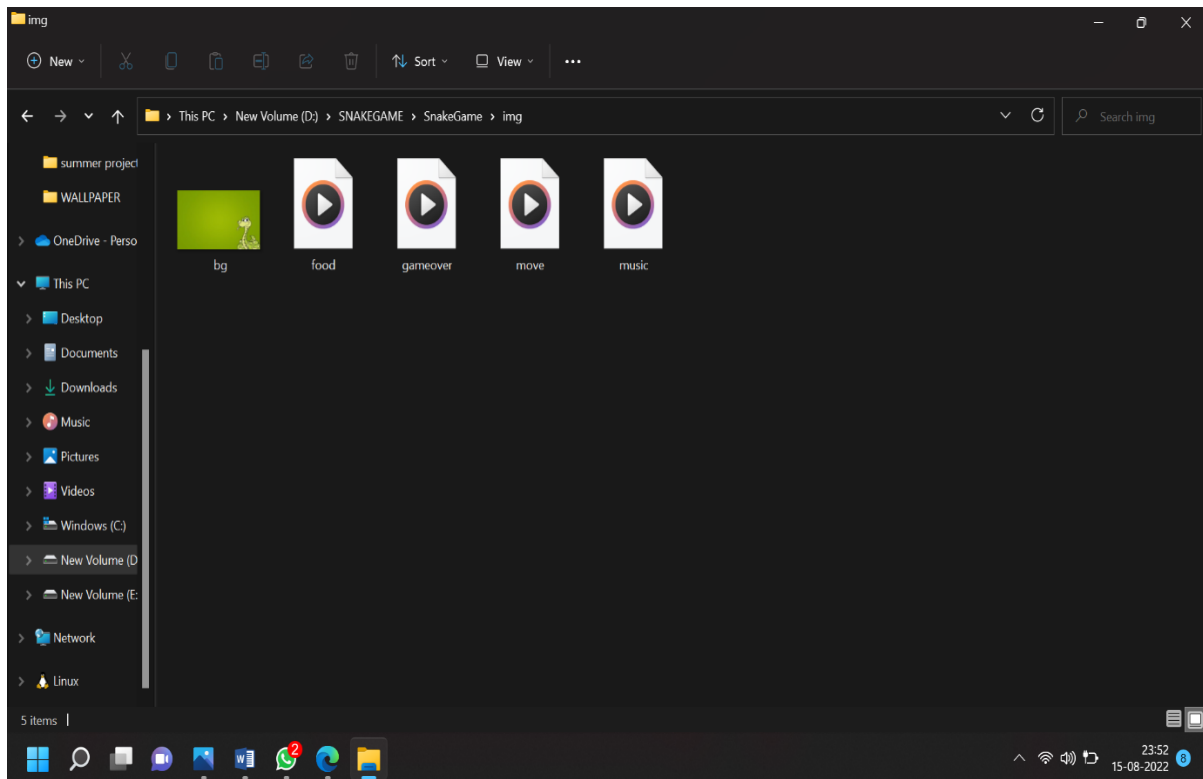 img
New
Sort
View
This PC > New Volume (D:) > SNAKEGAME > SnakeGame > img
Search img
summer project
WALLPAPER
OneDrive - Perso
This PC
Desktop
Documents
Downloads
Music
Pictures
Videos
Windows (C:)
New Volume (D
New Volume (E:
Network
Linux
bg
food
gameover
move
music
5 items
W
2
23:52
15-08-2022
8